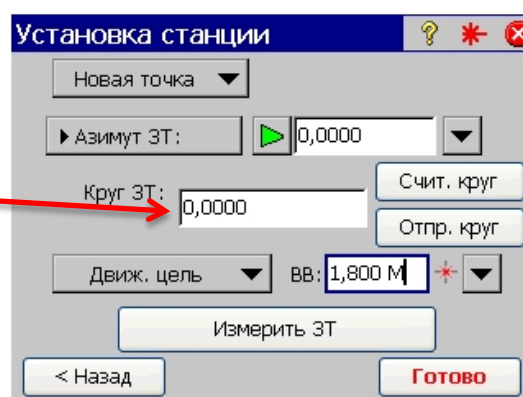 Установка станции ?
Новая точка
Азимут ЗТ: 0,0000
Круг ЗТ: 0,0000
Счит. круг
Отпр. круг
Движ. цель ВВ: 1,800 М
Измерить ЗТ
< Назад Готово